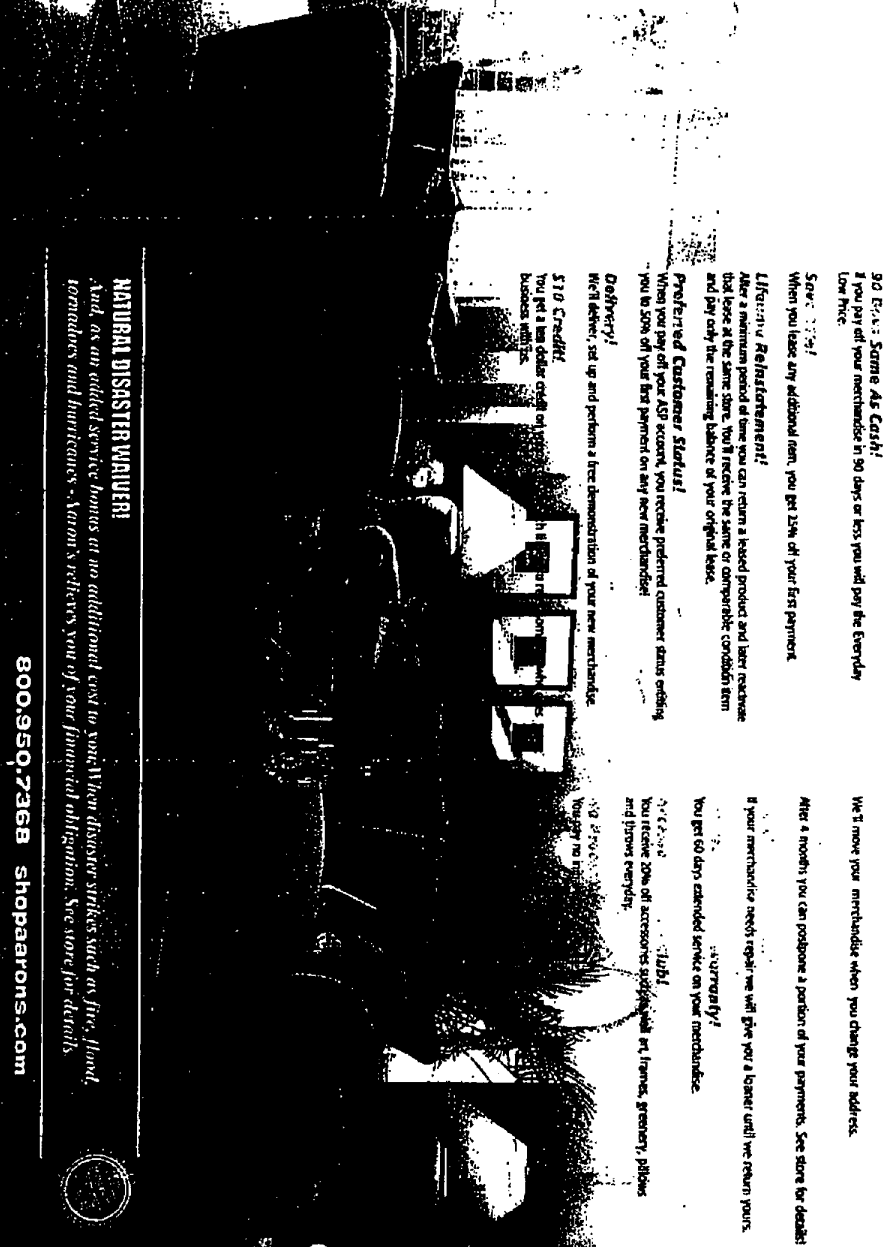 90 Same As Cash!
If you pay off your merchandise in 90 days or less you will pay the Everyday
Low Price.
When you lease any additional item, you get 25% off your first payment.
Lifetime Reinstatement!
After a minimum period of time you can return a leased product and later reactivate
that lease at the same store. You'll receive the same or comparable condition item
and pay only the remaining balance of your original lease.
Preferred Customer Status!
When you pay off your ASP account, you receive preferred customer status entitling
you to 50% off your first payment on any new merchandise!
Delivery!
We'll deliver, set up and perform a free demonstration of your new merchandise.
$10 Credit!
You get a ten dollar credit on
business with us.
We'll move your merchandise when you change your address.
After 4 months you can postpone a portion of your payments. See store for details!
If your merchandise needs repair we will give you a loaner until we return yours.
Warranty!
You get 60 days extended service on your merchandise.
Club!
You receive 20% off accessories such as wall art, frames, greenery, pillows
and throws everyday.
You pay no
NATURAL DISASTER WAIVER!
And, as an added service bonus at no additional cost to you, When disaster strikes such as fire, flood,
tornadoes and hurricanes - Aaron's relieves you of your financial obligation. See store for details.
800.950.7368 shopaarons.com